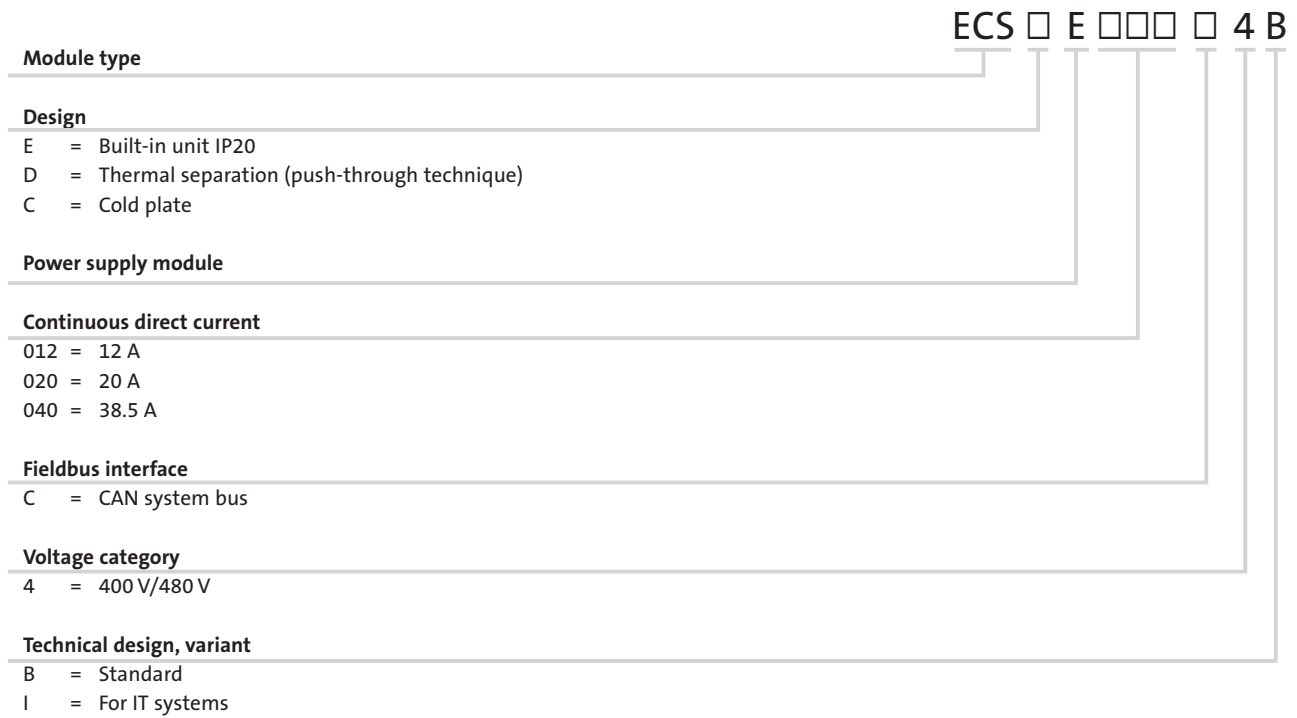 ECS □ E □□□ □ 4 B
Module type
Design
E = Built-in unit IP20
D = Thermal separation (push-through technique)
C = Cold plate
Power supply module
Continuous direct current
012 = 12 A
020 = 20 A
040 = 38.5 A
Fieldbus interface
C = CAN system bus
Voltage category
4 = 400 V/480 V
Technical design, variant
B = Standard
I = For IT systems